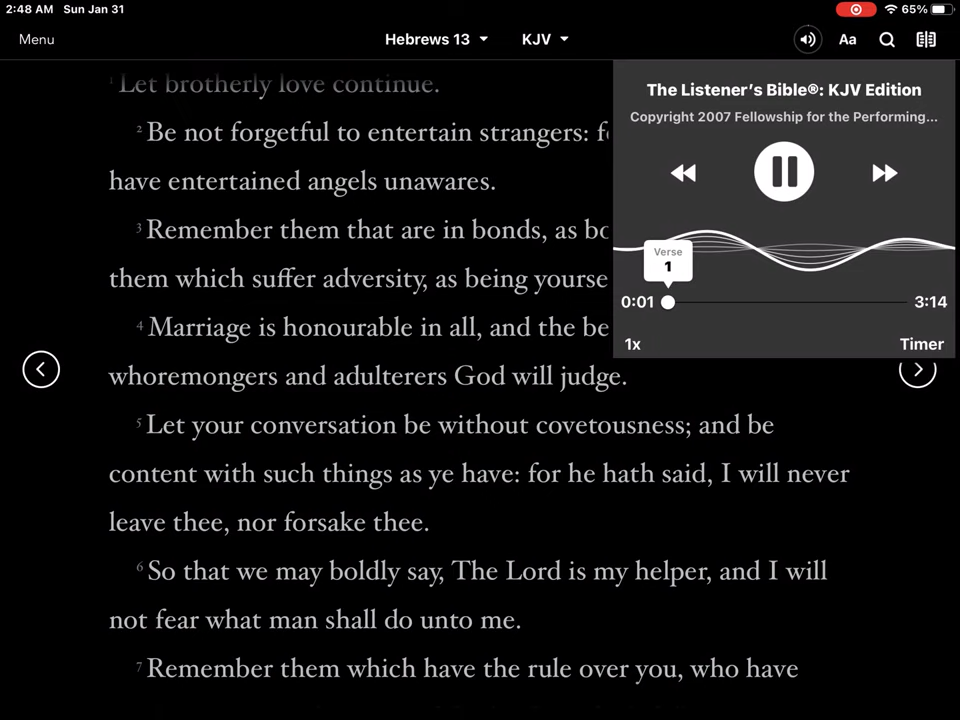 2:48 AM Sun Jan 31 65%
Menu Hebrews 13 KJV Aa
1 Let brotherly love continue.
2 Be not forgetful to entertain strangers:
have entertained angels unawares.
3 Remember them that are in bonds, as
them which suffer adversity, as being yourse
4 Marriage is honourable in all, and the be
whoremongers and adulterers God will judge.
5 Let your conversation be without covetousness; and be
content with such things as ye have: for he hath said, I will never
leave thee, nor forsake thee.
6 So that we may boldly say, The Lord is my helper, and I will
not fear what man shall do unto me.
7 Remember them which have the rule over you, who have
The Listener's Bible®: KJV Edition
Copyright 2007 Fellowship for the Performing...
Verse
1
0:01 3:14
1x Timer